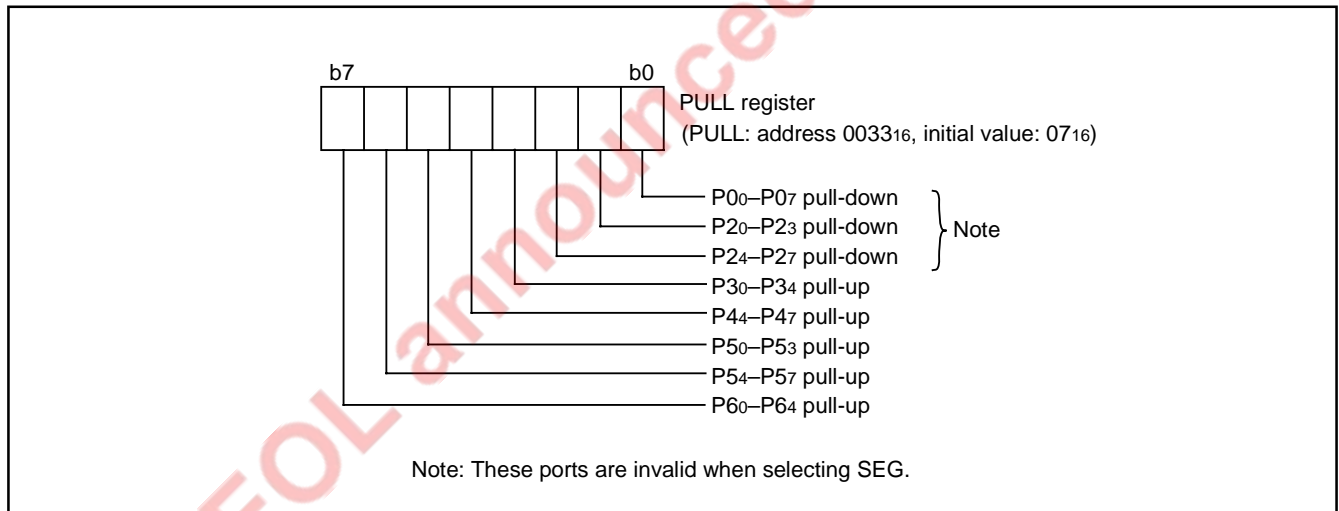 b7 b0
PULL register
(PULL: address 0033₁₆, initial value: 07₁₆)
P0₀–P0₇ pull-down
P2₀–P2₃ pull-down
Note
P2₄–P2₇ pull-down
P3₀–P3₄ pull-up
P4₄–P4₇ pull-up
P5₀–P5₃ pull-up
P5₄–P5₇ pull-up
P6₀–P6₄ pull-up
Note: These ports are invalid when selecting SEG.
EOL announced